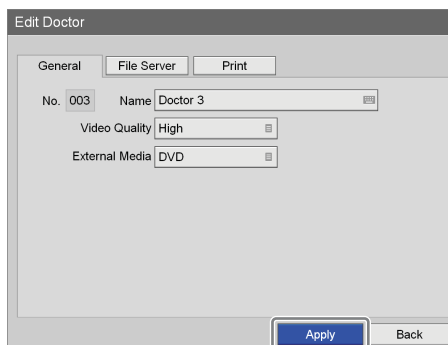 Edit Doctor
General File Server Print
No. 003 Name Doctor 3
Video Quality High
External Media DVD
Apply Back